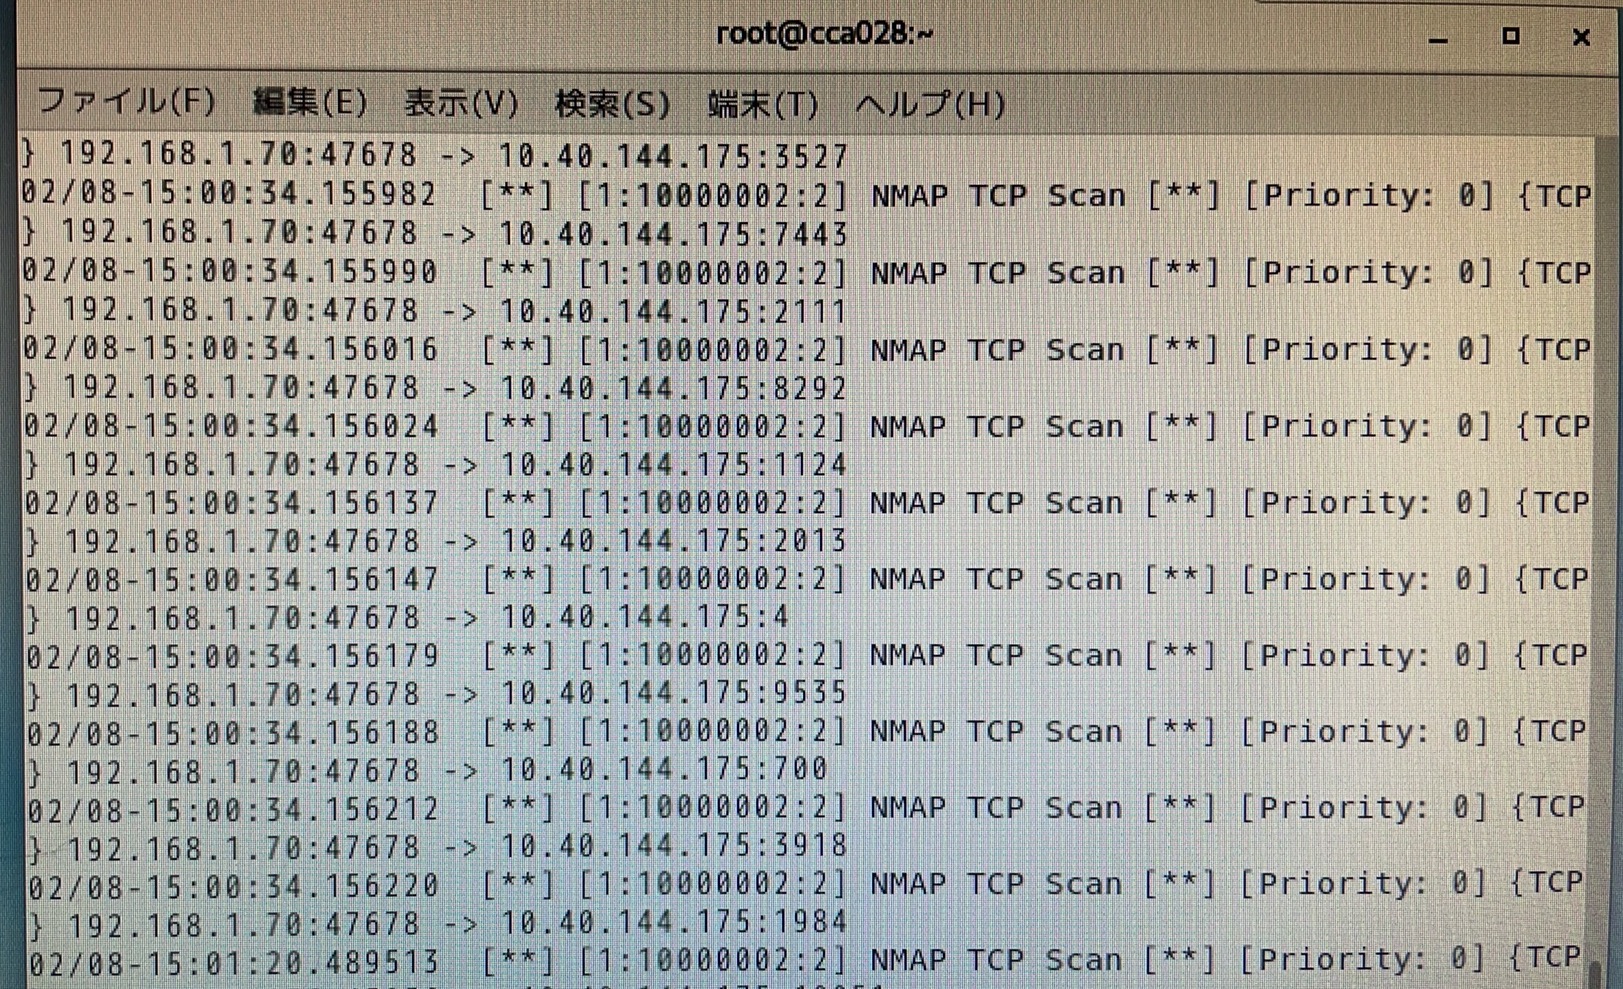 root@cca028:~
ファイル(F) 編集(E) 表示(V) 検索(S) 端末(T) ヘルプ(H)
} 192.168.1.70:47678 -> 10.40.144.175:3527
02/08-15:00:34.155982  [**] [1:10000002:2] NMAP TCP Scan [**] [Priority: 0] {TCP
} 192.168.1.70:47678 -> 10.40.144.175:7443
02/08-15:00:34.155990  [**] [1:10000002:2] NMAP TCP Scan [**] [Priority: 0] {TCP
} 192.168.1.70:47678 -> 10.40.144.175:2111
02/08-15:00:34.156016  [**] [1:10000002:2] NMAP TCP Scan [**] [Priority: 0] {TCP
} 192.168.1.70:47678 -> 10.40.144.175:8292
02/08-15:00:34.156024  [**] [1:10000002:2] NMAP TCP Scan [**] [Priority: 0] {TCP
} 192.168.1.70:47678 -> 10.40.144.175:1124
02/08-15:00:34.156137  [**] [1:10000002:2] NMAP TCP Scan [**] [Priority: 0] {TCP
} 192.168.1.70:47678 -> 10.40.144.175:2013
02/08-15:00:34.156147  [**] [1:10000002:2] NMAP TCP Scan [**] [Priority: 0] {TCP
} 192.168.1.70:47678 -> 10.40.144.175:4
02/08-15:00:34.156179  [**] [1:10000002:2] NMAP TCP Scan [**] [Priority: 0] {TCP
} 192.168.1.70:47678 -> 10.40.144.175:9535
02/08-15:00:34.156188  [**] [1:10000002:2] NMAP TCP Scan [**] [Priority: 0] {TCP
} 192.168.1.70:47678 -> 10.40.144.175:700
02/08-15:00:34.156212  [**] [1:10000002:2] NMAP TCP Scan [**] [Priority: 0] {TCP
} 192.168.1.70:47678 -> 10.40.144.175:3918
02/08-15:00:34.156220  [**] [1:10000002:2] NMAP TCP Scan [**] [Priority: 0] {TCP
} 192.168.1.70:47678 -> 10.40.144.175:1984
02/08-15:01:20.489513  [**] [1:10000002:2] NMAP TCP Scan [**] [Priority: 0] {TCP